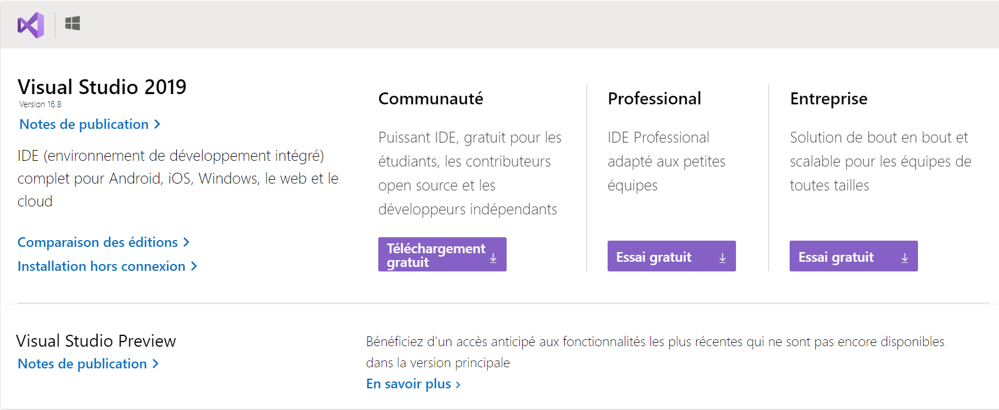 Visual Studio 2019
Version 16.8
Notes de publication
IDE (environnement de développement intégré)
complet pour Android, iOS, Windows, le web et le
cloud
Comparaison des éditions
Installation hors connexion
Communauté
Puissant IDE, gratuit pour les
étudiants, les contributeurs
open source et les
développeurs indépendants
Téléchargement
gratuit
Professional
IDE Professional
adapté aux petites
équipes
Essai gratuit
Entreprise
Solution de bout en bout et
scalable pour les équipes de
toutes tailles
Essai gratuit
Visual Studio Preview
Notes de publication
Bénéficiez d’un accès anticipé aux fonctionnalités les plus récentes qui ne sont pas encore disponibles
dans la version principale
En savoir plus